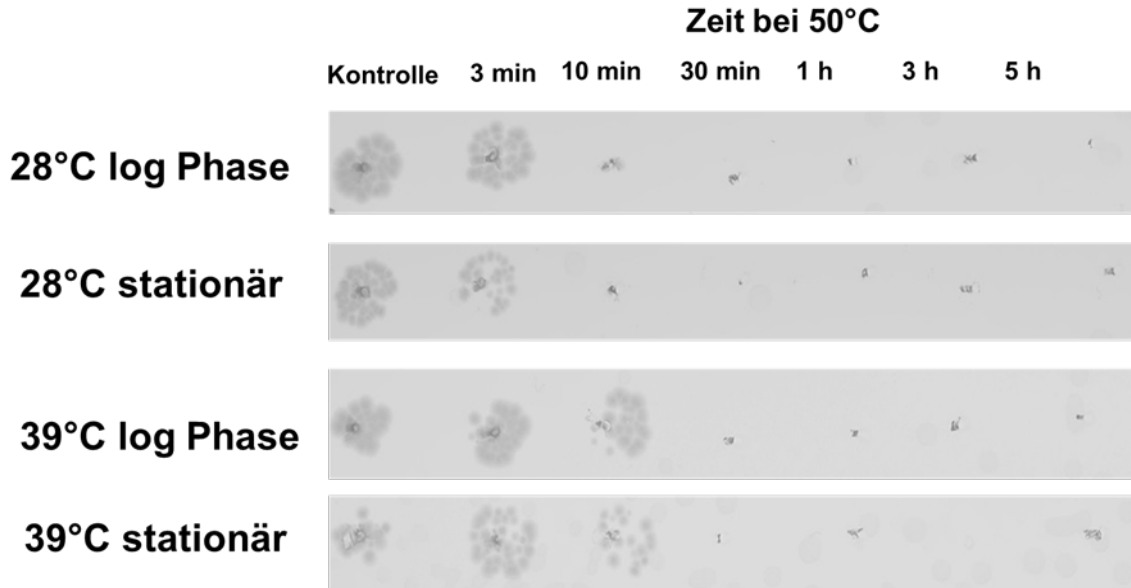 Zeit bei 50°C
Kontrolle 3 min 10 min 30 min 1 h 3 h 5 h
28°C log Phase
28°C stationär
39°C log Phase
39°C stationär